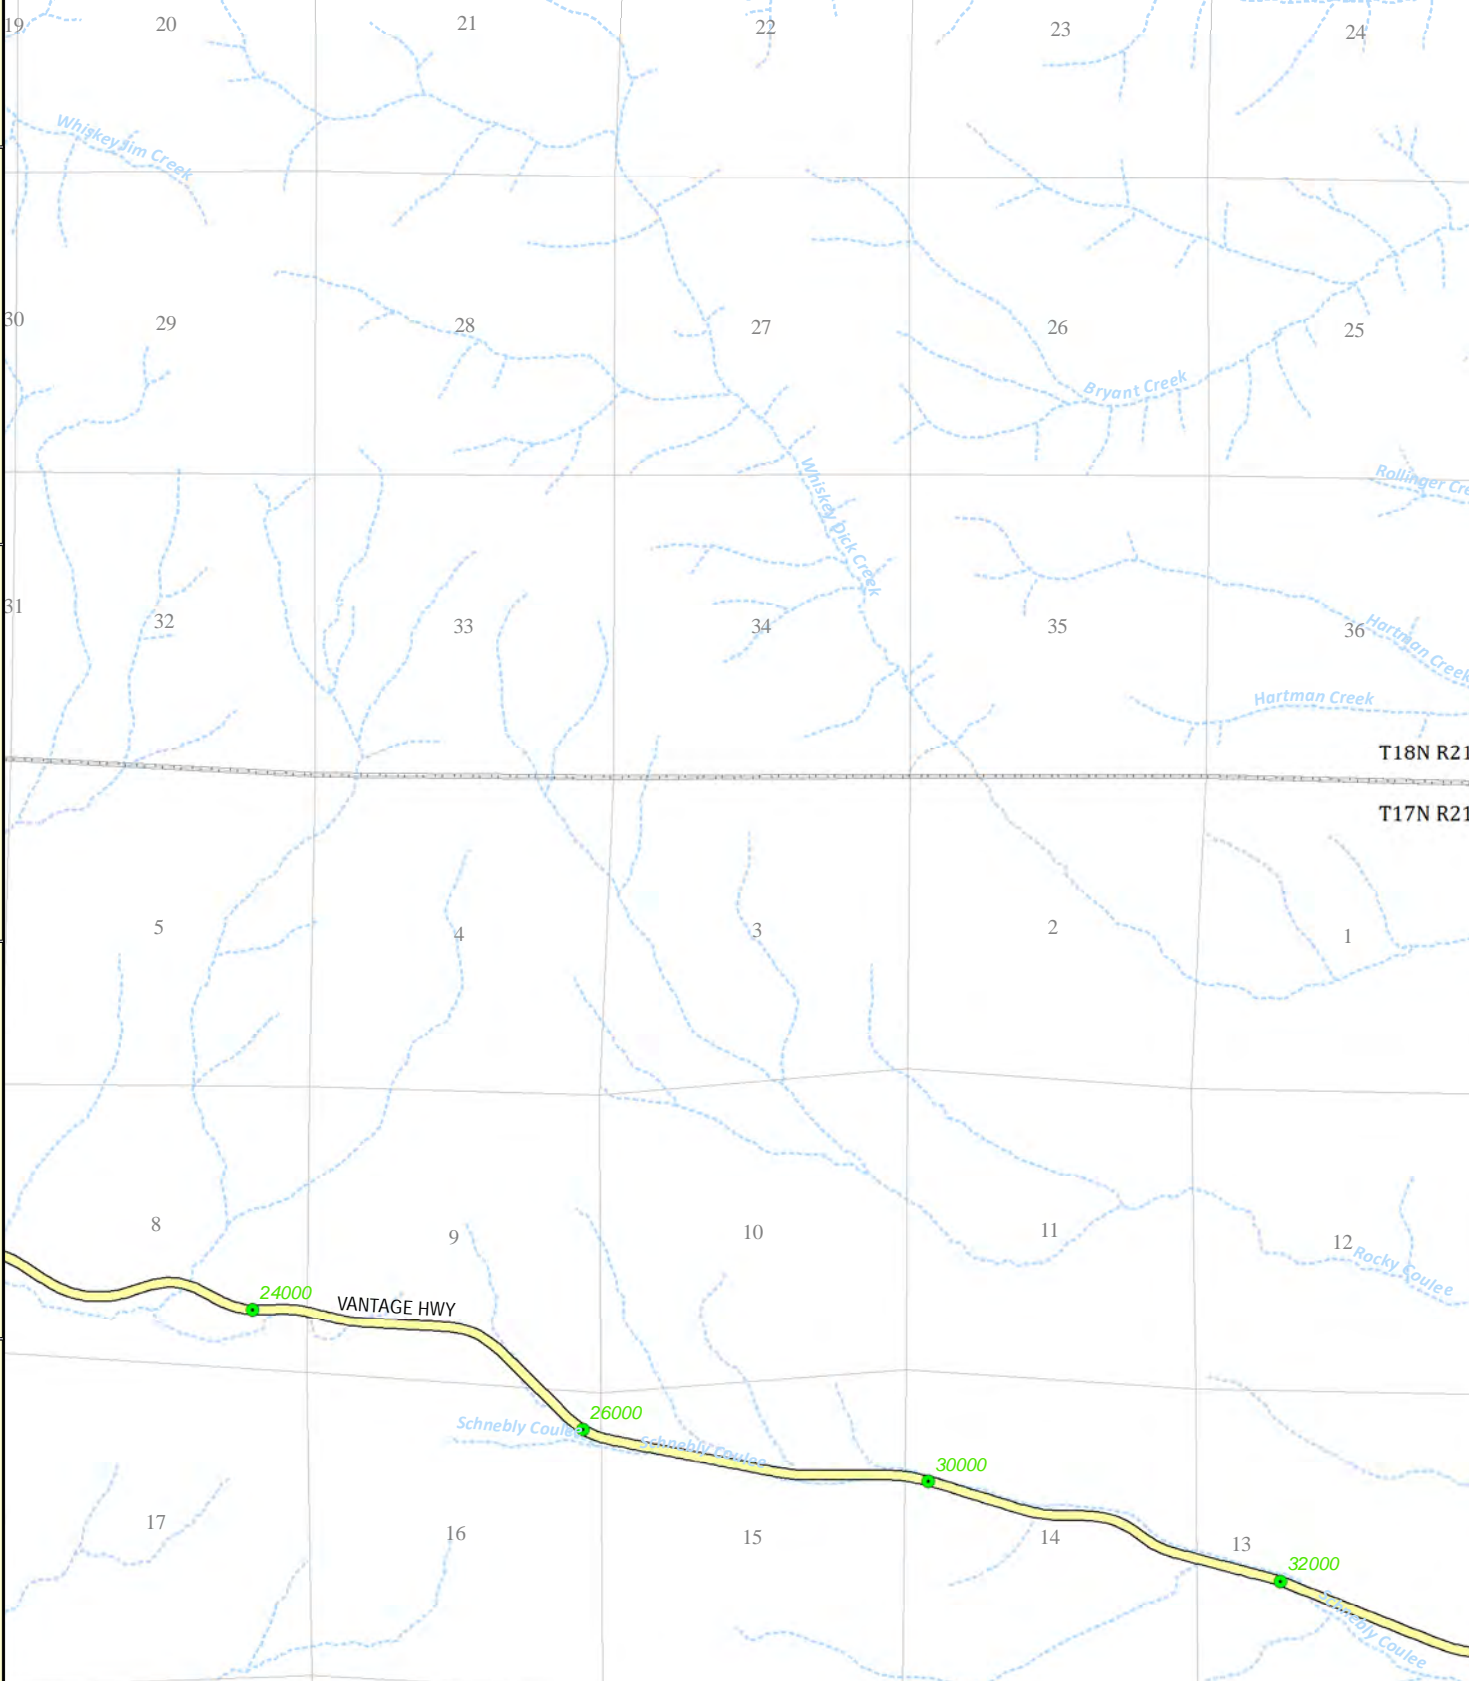 19
20
21
22
23
24
Whiskey Jim Creek
30
29
28
27
26
25
Bryant Creek
Whiskey Dick Creek
Rollinger Cre
31
32
33
34
35
36
Hartman Creek
Hartman Creek
T18N R21
T17N R21
5
4
3
2
1
8
9
10
11
12
Rocky Coulee
24000
VANTAGE HWY
26000
Schnebly Coulee
Schnebly Coulee
30000
17
16
15
14
13
32000
Schnebly Coulee